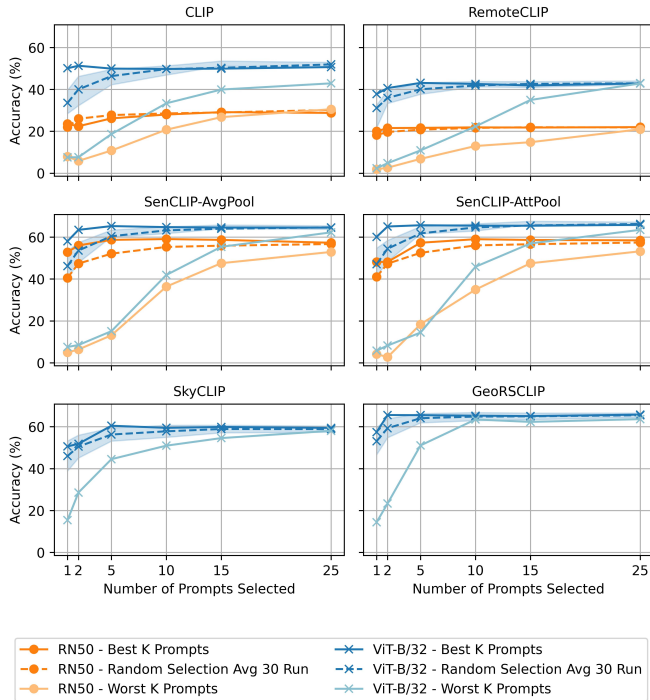 CLIP
RemoteCLIP
Accuracy (%)
60
40
20
0
SenCLIP-AvgPool
SenCLIP-AttPool
Accuracy (%)
60
40
20
0
SkyCLIP
GeoRSCLIP
Accuracy (%)
60
40
20
0
1 2 5 10 15 25
1 2 5 10 15 25
Number of Prompts Selected
Number of Prompts Selected
RN50 - Best K Prompts
RN50 - Random Selection Avg 30 Run
RN50 - Worst K Prompts
ViT-B/32 - Best K Prompts
ViT-B/32 - Random Selection Avg 30 Run
ViT-B/32 - Worst K Prompts